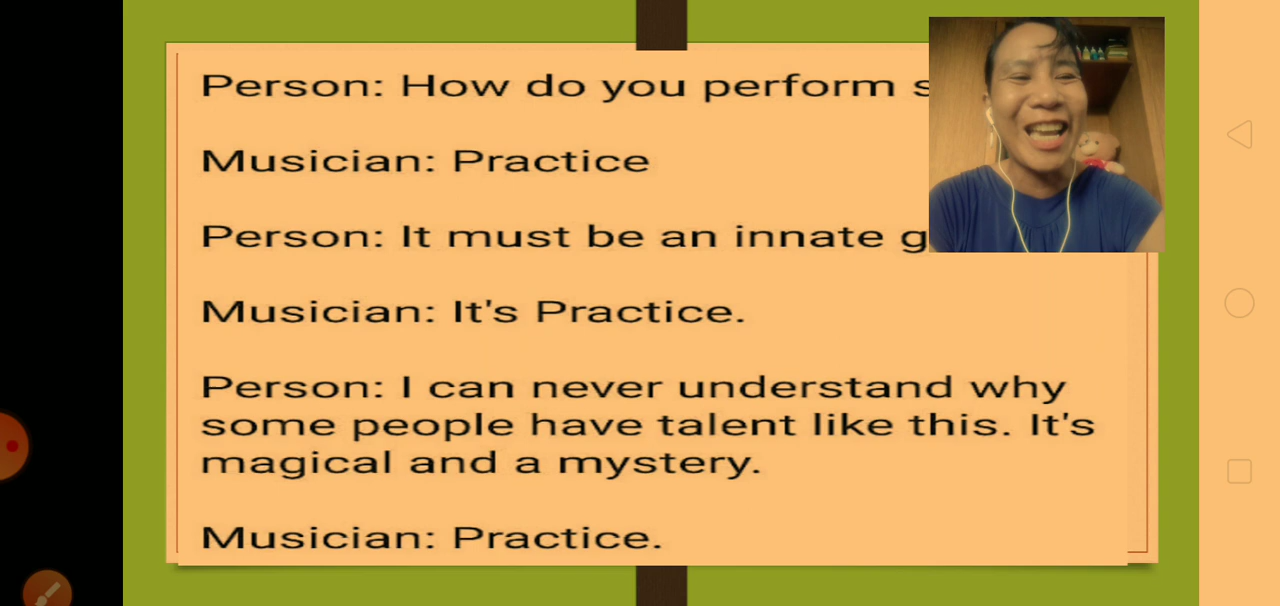 Person: How do you perform
Musician: Practice
Person: It must be an innate
Musician: It's Practice.
Person: I can never understand why
some people have talent like this. It's
magical and a mystery.
Musician: Practice.